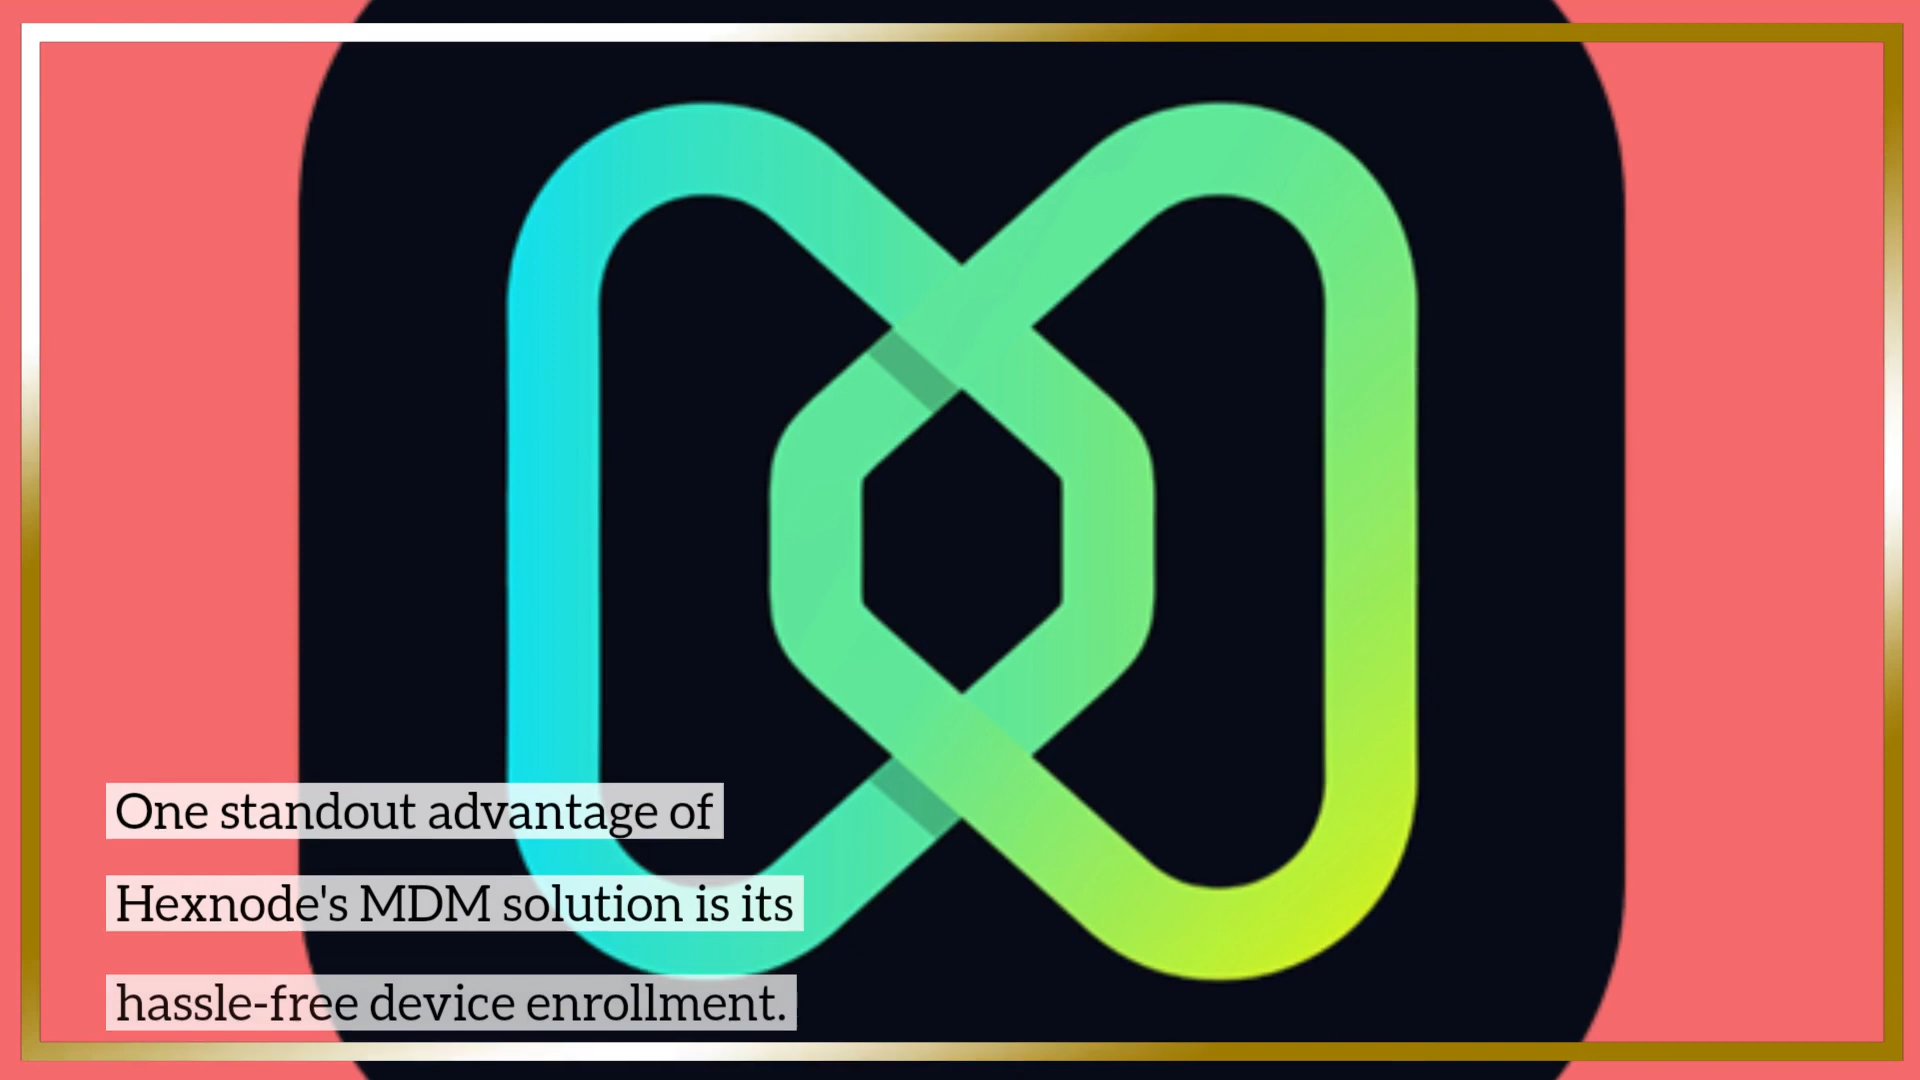 One standout advantage of
Hexnode's MDM solution is its
hassle-free device enrollment.